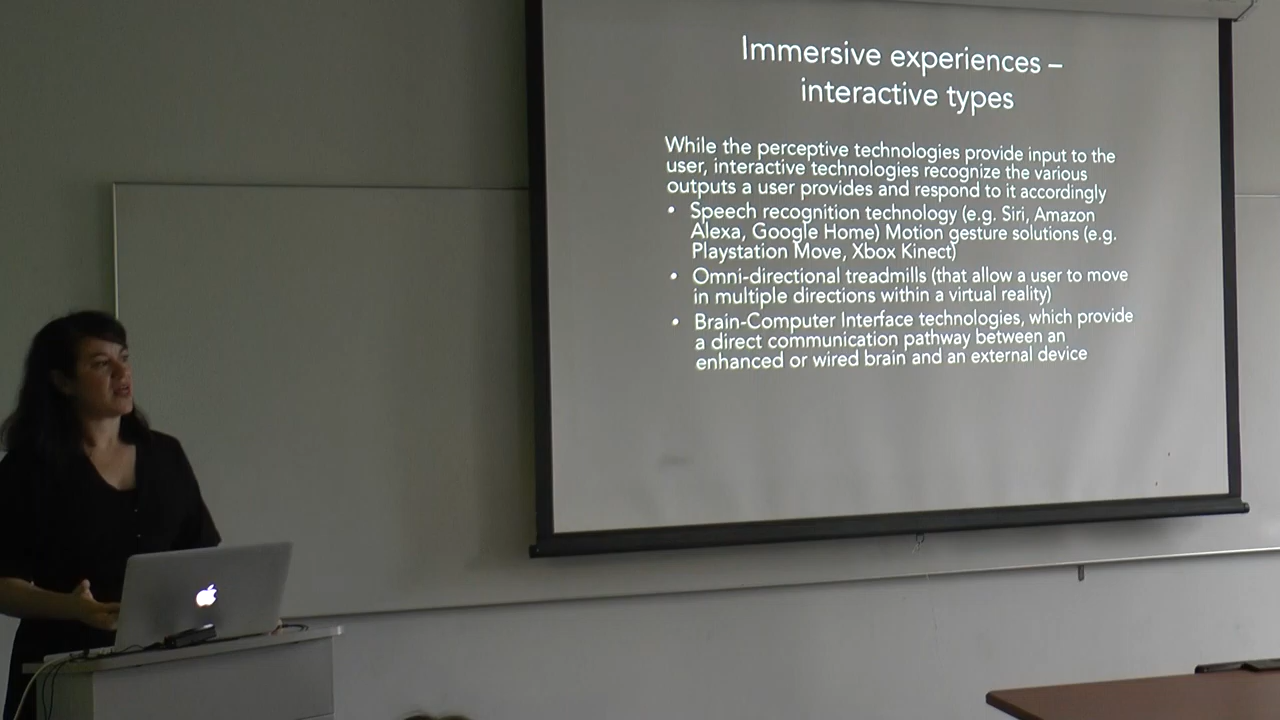 Immersive experiences –
interactive types
While the perceptive technologies provide input to the
user, interactive technologies recognize the various
outputs a user provides and respond to it accordingly
• Speech recognition technology (e.g. Siri, Amazon
Alexa, Google Home) Motion gesture solutions (e.g.
Playstation Move, Xbox Kinect)
• Omni-directional treadmills (that allow a user to move
in multiple directions within a virtual reality)
• Brain-Computer Interface technologies, which provide
a direct communication pathway between an
enhanced or wired brain and an external device